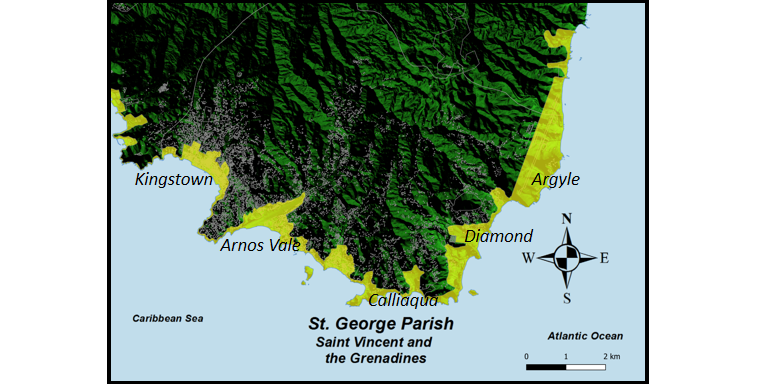 Kingstown
Argyle
Arnos Vale
Diamond
N
W E
S
Calliaqua
Caribbean Sea
St. George Parish
Saint Vincent and
the Grenadines
Atlantic Ocean
0 1 2 km